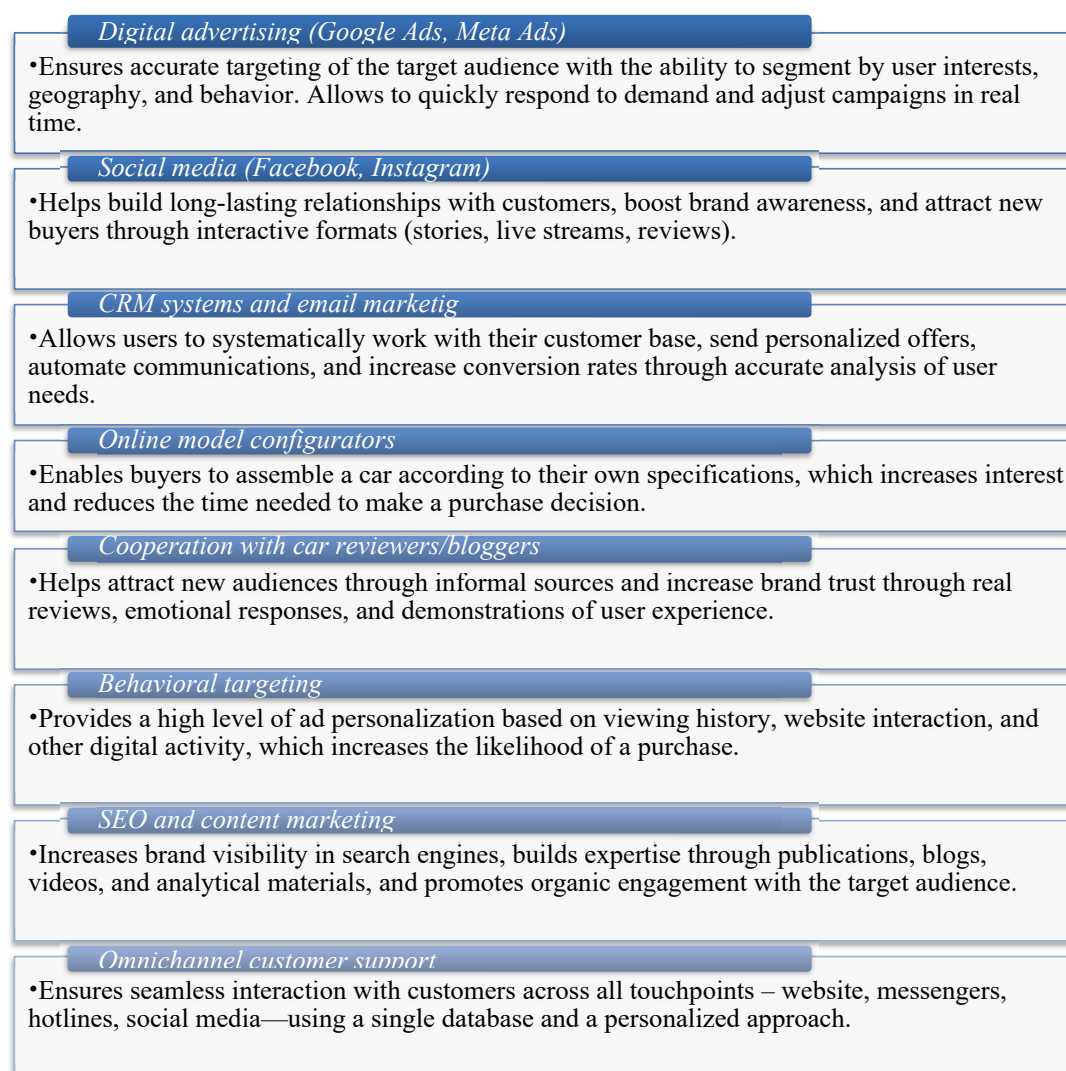 Digital advertising (Google Ads, Meta Ads)
•Ensures accurate targeting of the target audience with the ability to segment by user interests,
geography, and behavior. Allows to quickly respond to demand and adjust campaigns in real
time.
Social media (Facebook, Instagram)
•Helps build long-lasting relationships with customers, boost brand awareness, and attract new
buyers through interactive formats (stories, live streams, reviews).
CRM systems and email marketig
•Allows users to systematically work with their customer base, send personalized offers,
automate communications, and increase conversion rates through accurate analysis of user
needs.
Online model configurators
•Enables buyers to assemble a car according to their own specifications, which increases interest
and reduces the time needed to make a purchase decision.
Cooperation with car reviewers/bloggers
•Helps attract new audiences through informal sources and increase brand trust through real
reviews, emotional responses, and demonstrations of user experience.
Behavioral targeting
•Provides a high level of ad personalization based on viewing history, website interaction, and
other digital activity, which increases the likelihood of a purchase.
SEO and content marketing
•Increases brand visibility in search engines, builds expertise through publications, blogs,
videos, and analytical materials, and promotes organic engagement with the target audience.
Omnichannel customer support
•Ensures seamless interaction with customers across all touchpoints – website, messengers,
hotlines, social media—using a single database and a personalized approach.